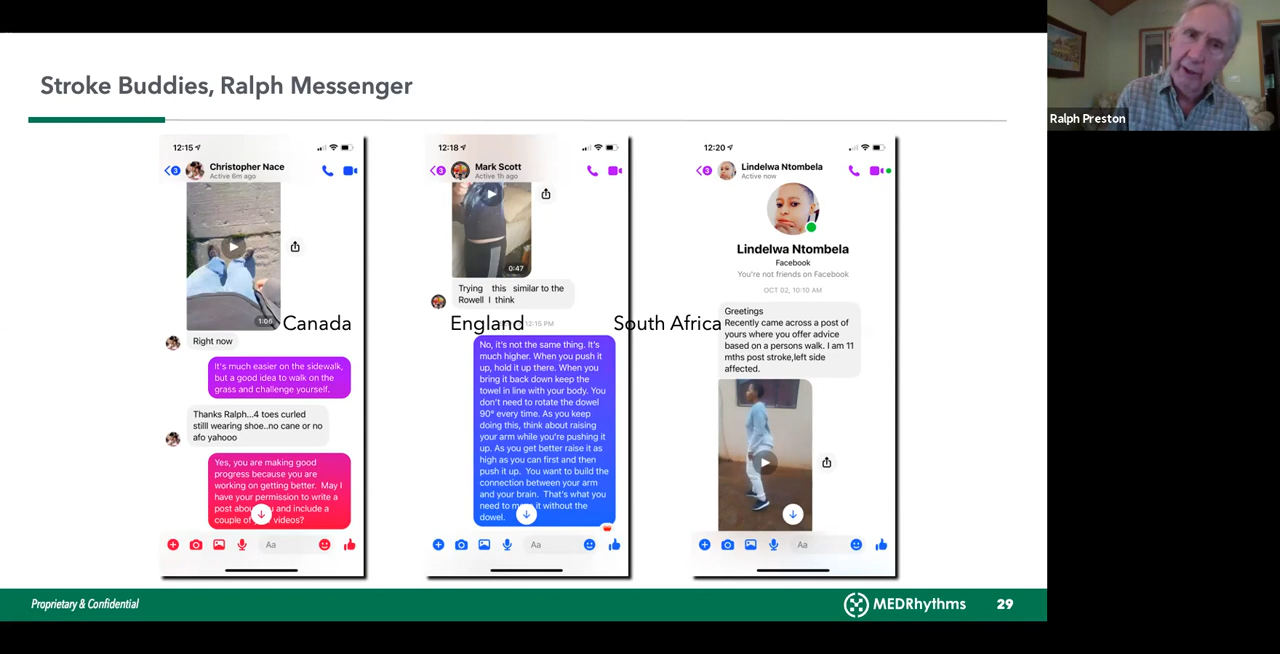 Stroke Buddies, Ralph Messenger
Ralph Preston
12:15
3
Christopher Nace
Active 6m ago
1:06
Canada
Right now
It's much easier on the sidewalk,
but a good idea to walk on the
grass and challenge yourself.
Thanks Ralph...4 toes curled
still wearing shoe..no cane or no
afo yahooo
Yes, you are making good
progress because you are
working on getting better. May I
have your permission to write a
post and include a
couple of videos?
Aa
12:18
3
Mark Scott
Active 1h ago
0:47
Trying this similar to the
Rowell I think
England
12:15 PM
No, it's not the same thing. It's
much higher. When you push it
up, hold it up there. When you
bring it back down keep the
towel in line with your body. You
don't need to rotate the dowel
90° every time. As you keep
doing this, think about raising
your arm while you're pushing it
up. As you get better raise it as
high as you can first and then
push it up. You want to build the
connection between your arm
and your brain. That's what you
need to it without the
dowel.
Aa
12:20
3
Lindelwa Ntombela
Active now
Lindelwa Ntombela
Facebook
You're not friends on Facebook
OCT 02, 10:10 AM
South Africa
Greetings
Recently came across a post of
yours where you offer advice
based on a persons walk. I am 11
mths post stroke,left side
affected.
Aa
Proprietary & Confidential
MEDRhythms
29